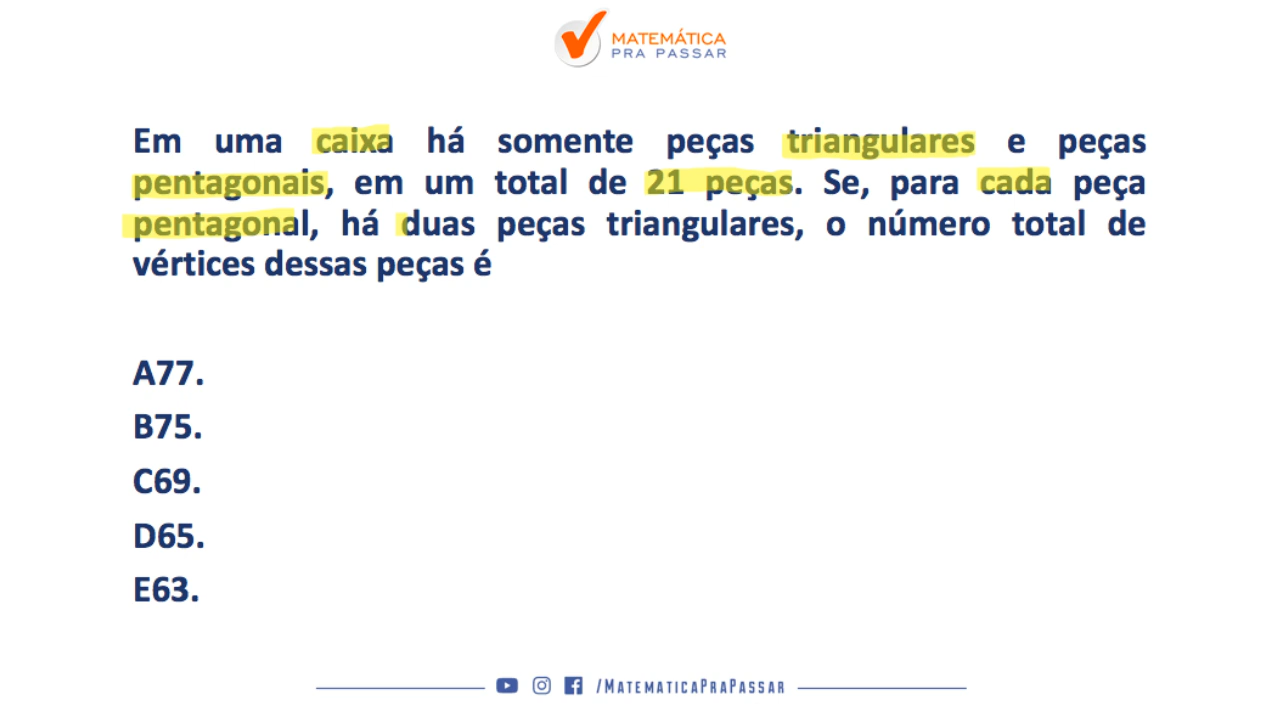 MATEMÁTICA
PRA PASSAR
Em uma caixa há somente peças triangulares e peças
pentagonais, em um total de 21 peças. Se, para cada peça
pentagonal, há duas peças triangulares, o número total de
vértices dessas peças é
A77.
B75.
C69.
D65.
E63.
/MATEMATICAPRAPASSAR